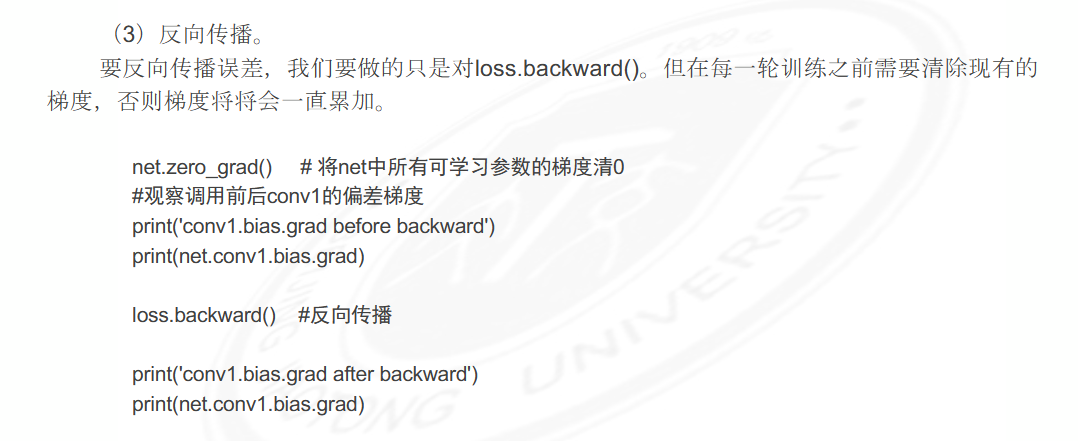 （3）反向传播。
要反向传播误差，我们要做的只是对loss.backward()。但在每一轮训练之前需要清除现有的
梯度，否则梯度将将会一直累加。
net.zero_grad() # 将net中所有可学习参数的梯度清0
#观察调用前后conv1的偏差梯度
print('conv1.bias.grad before backward')
print(net.conv1.bias.grad)
loss.backward() #反向传播
print('conv1.bias.grad after backward')
print(net.conv1.bias.grad)
UNIVERSITY